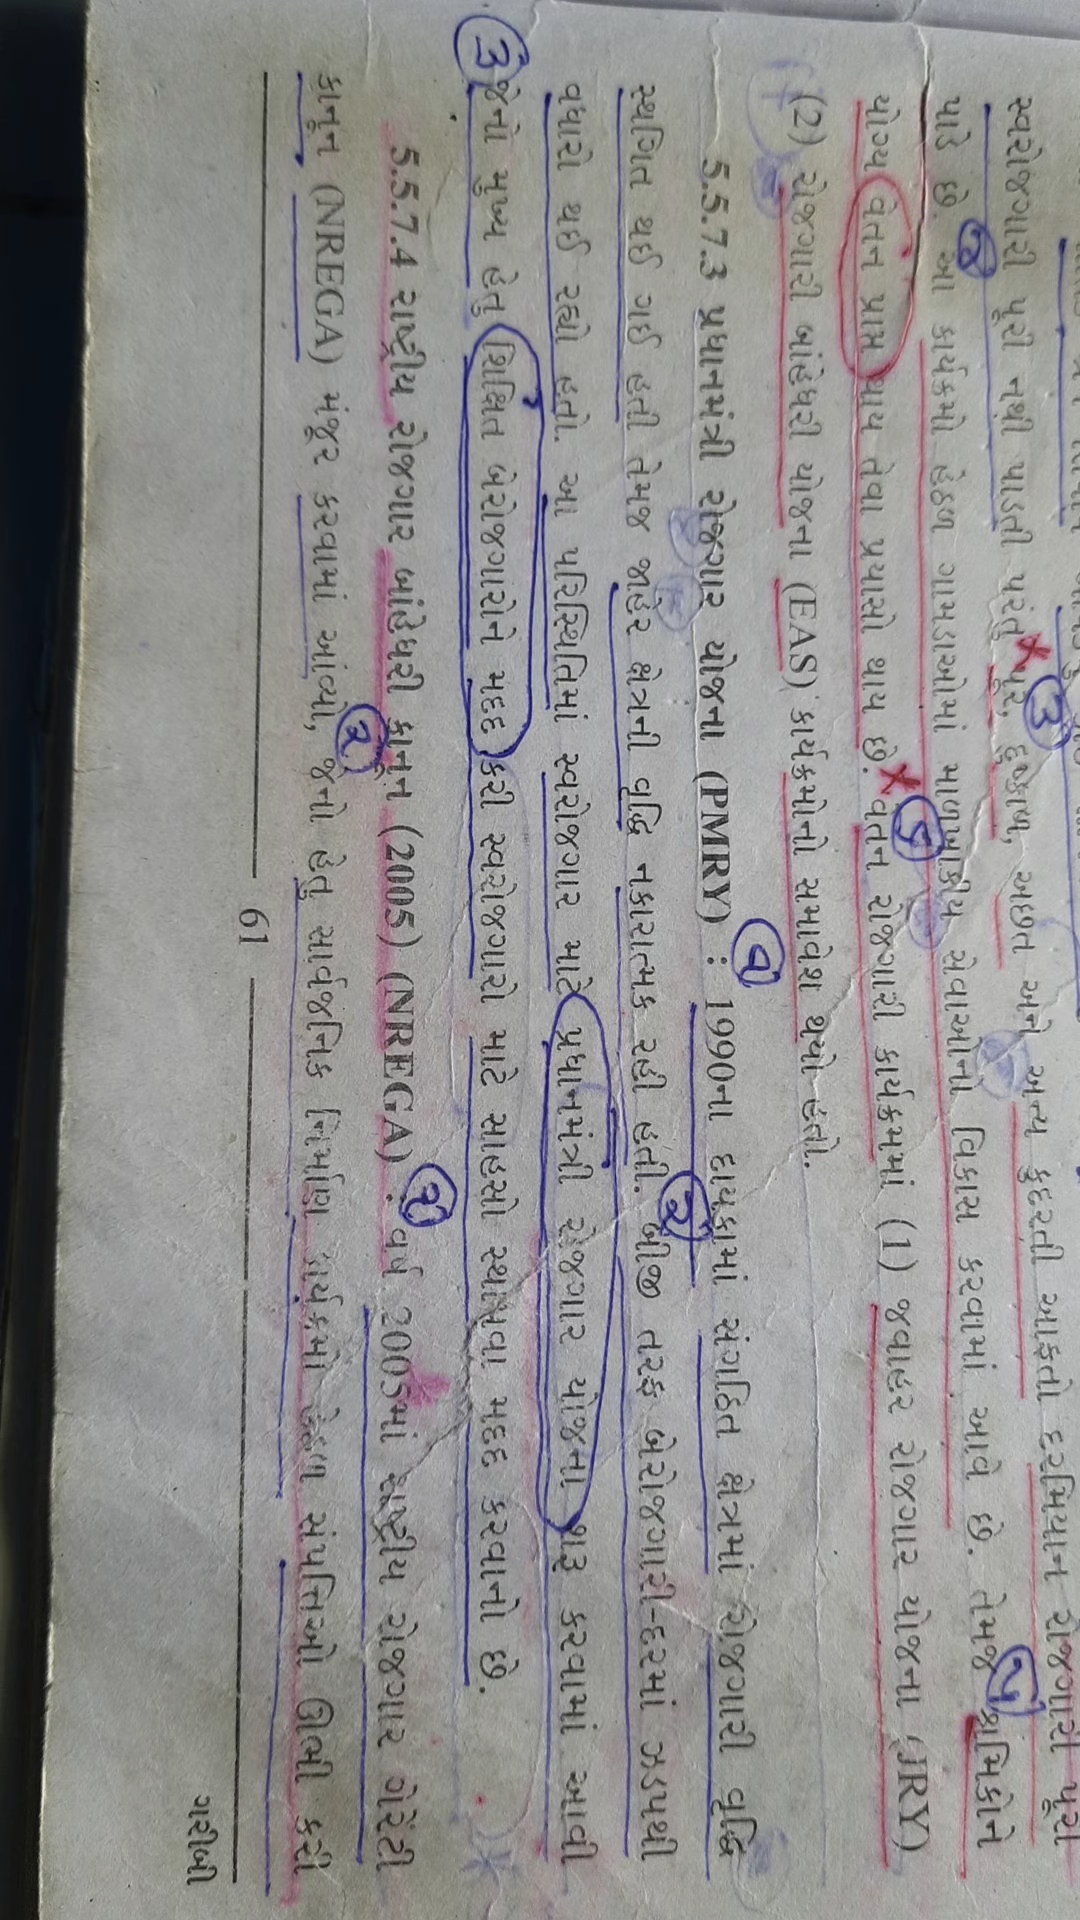 સ્વરોજગારી પૂરી નથી પાડતી પરંતુ પૂર, દુષ્કાળ, અછત અને અન્ય કુદરતી આફતો દરમિયાન રોજગારી પૂરી
પાડે છે. આ કાર્યક્રમો હેઠળ ગામડાઓમાં માળખાકીય સેવાઓનો વિકાસ કરવામાં આવે છે. તેમજ શ્રમિકોને
યોગ્ય વેતન પ્રાપ્ત થાય તેવા પ્રયાસો થાય છે. વેતન રોજગારી કાર્યક્રમમાં (1) જવાહર રોજગાર યોજના (JRY)
(2) રોજગારી બાંહેધરી યોજના (EAS) કાર્યક્રમોનો સમાવેશ થયો હતો.
5.5.7.3 પ્રધાનમંત્રી રોજગાર યોજના (PMRY) : 1990ના દાયકામાં સંગઠિત ક્ષેત્રમાં રોજગારી વૃદ્ધિ
સ્થગિત થઈ ગઈ હતી તેમજ જાહેર ક્ષેત્રની વૃદ્ધિ નકારાત્મક રહી હતી. બીજી તરફ બેરોજગારી-દરમાં ઝડપથી
વધારો થઈ રહ્યો હતો. આ પરિસ્થિતિમાં સ્વરોજગાર માટે પ્રધાનમંત્રી રોજગાર યોજના શરૂ કરવામાં આવી
જેનો મુખ્ય હેતુ શિક્ષિત બેરોજગારોને મદદ કરી સ્વરોજગારી માટે સાહસો સ્થાપવા મદદ કરવાનો છે.
5.5.7.4 રાષ્ટ્રીય રોજગાર બાંહેધરી કાનૂન (2005) (NREGA) : વર્ષ 2005માં રાષ્ટ્રીય રોજગાર ગેરંટી
કાનૂન (NREGA) મંજૂર કરવામાં આવ્યો, જેનો હેતુ સાર્વજનિક નિર્માણ કાર્યક્રમો હેઠળ સંપત્તિઓ ઊભી કરી
61
ગરીબી